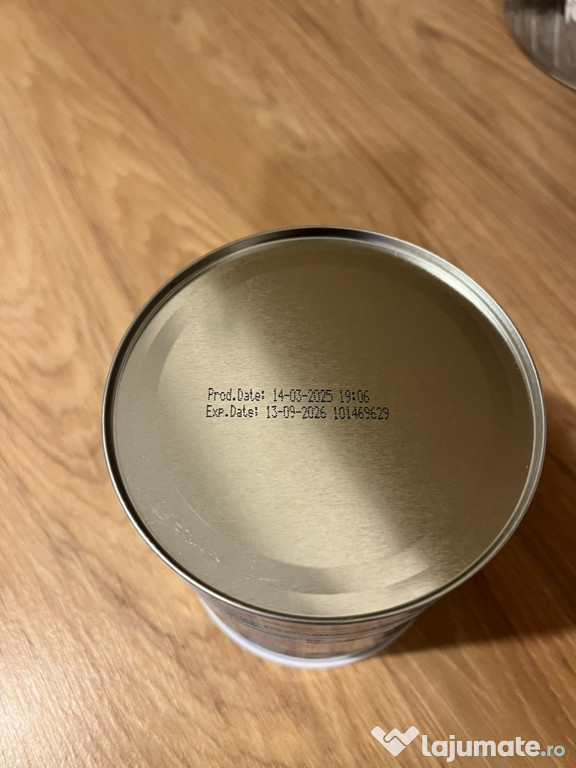 Prod.Date: 14-03-2025 19:06
Exp.Date: 13-09-2026 101469629
lajumate.ro